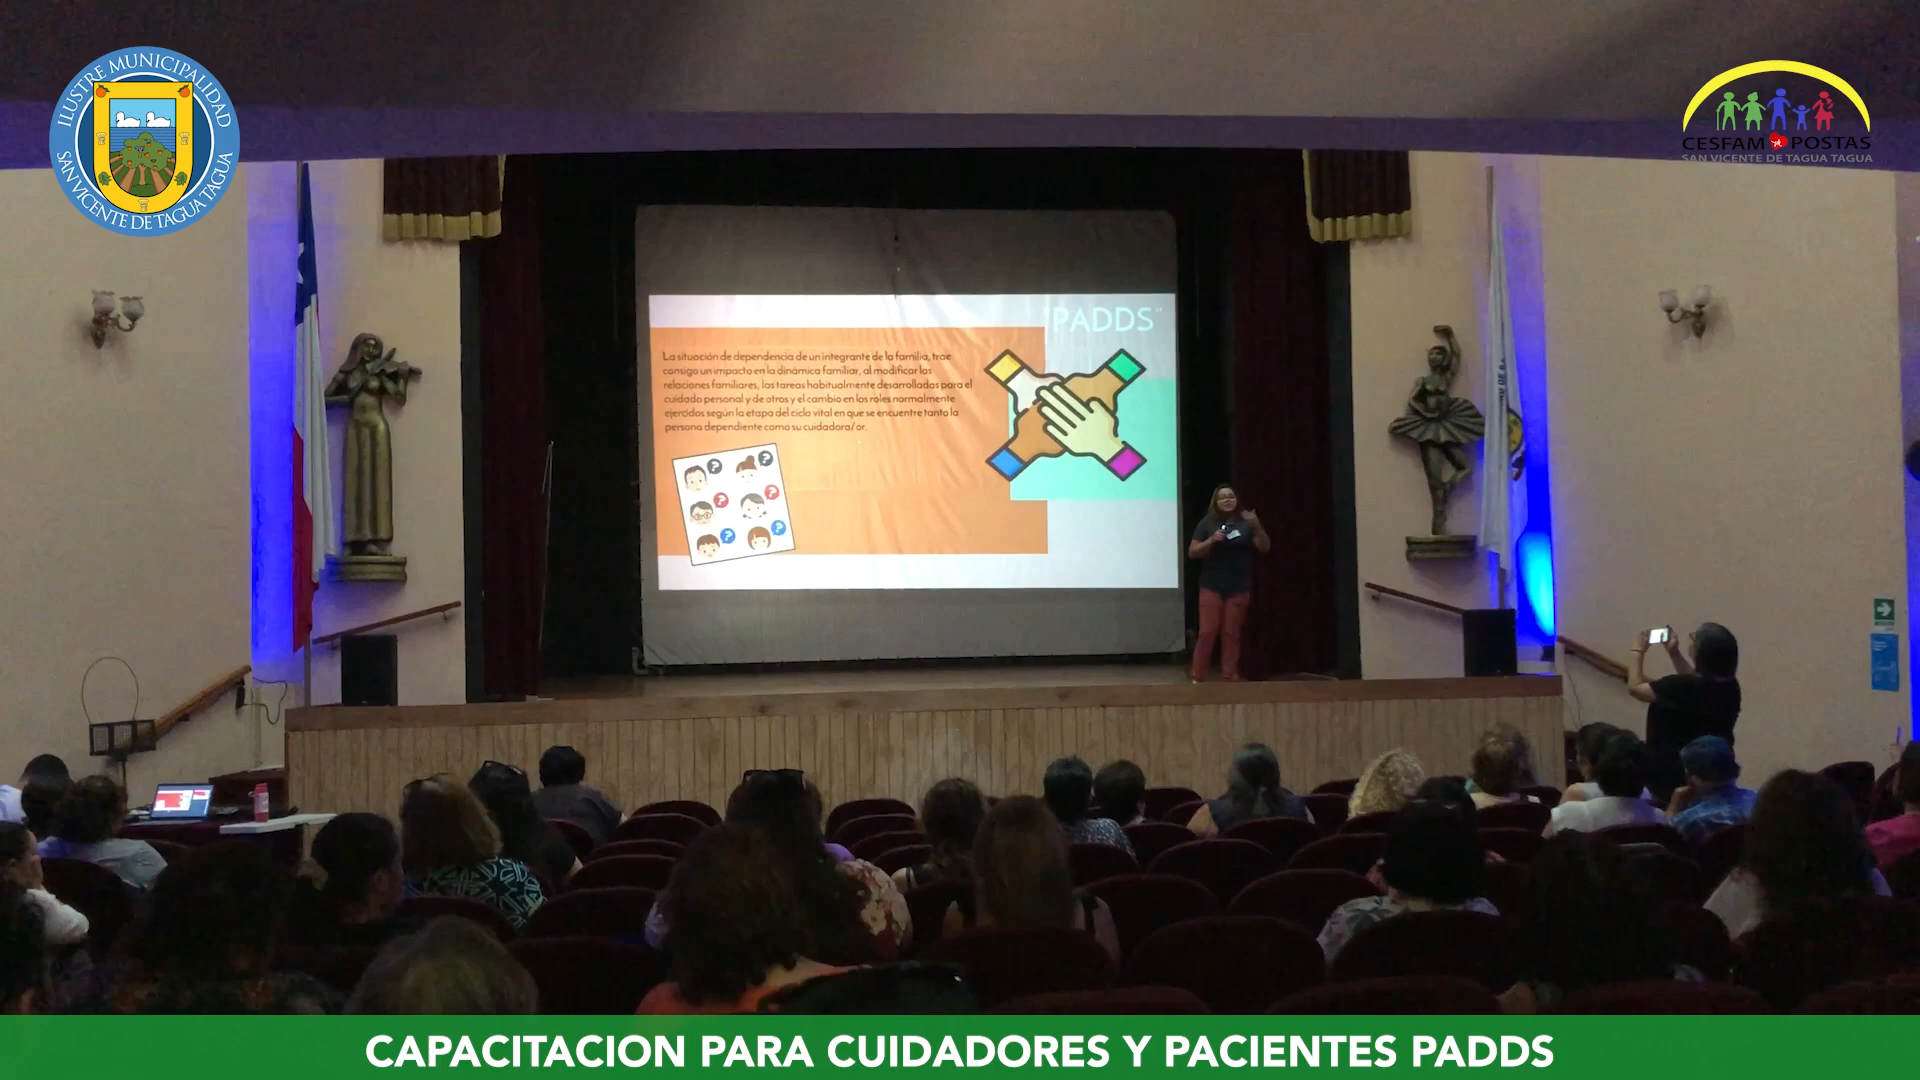 ILUSTRE MUNICIPALIDAD
SAN VICENTE DE TAGUA TAGUA
CESFAM POSTAS
SAN VICENTE DE TAGUA TAGUA
"PADDS"
La situación de dependencia de un integrante de la familia, trae
consigo un impacto en la dinámica familiar, al modificar las
relaciones familiares, las tareas habitualmente desarrolladas para el
cuidado personal y de otros y el cambio en los roles normalmente
ejercidos según la etapa del ciclo vital en que se encuentre tanto la
persona dependiente como su cuidadora/or.
? ?
? ?
? ?
CAPACITACION PARA CUIDADORES Y PACIENTES PADDS